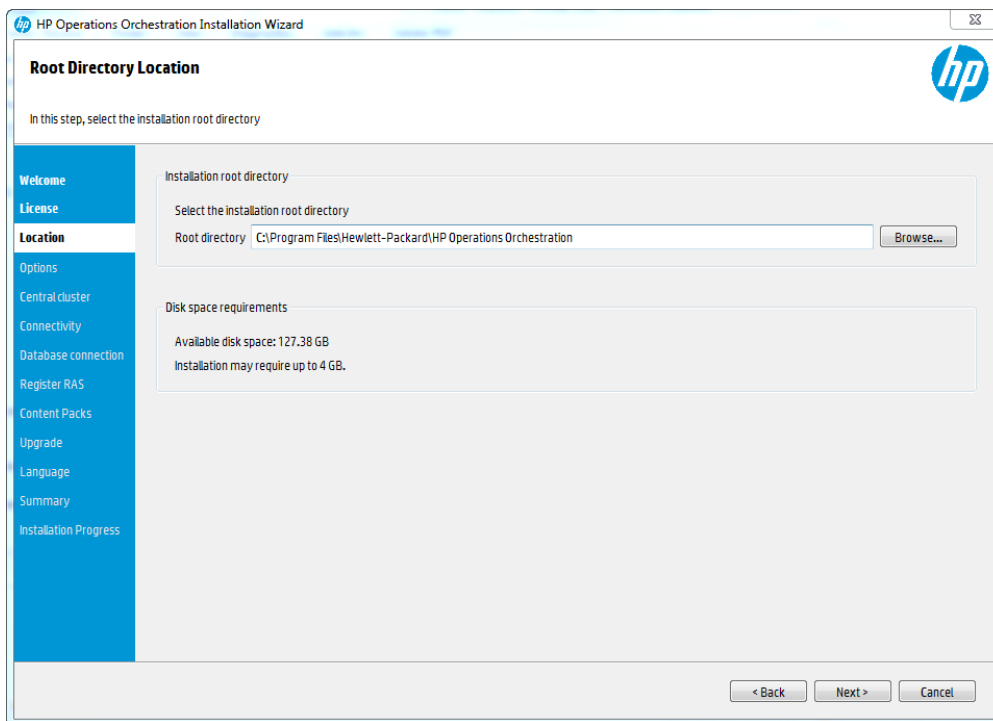 HP Operations Orchestration Installation Wizard
Root Directory Location
hp
In this step, select the installation root directory
Welcome
License
Location
Options
Central cluster
Connectivity
Database connection
Register RAS
Content Packs
Upgrade
Language
Summary
Installation Progress
Installation root directory
Select the installation root directory
Root directory C:\Program Files\Hewlett-Packard\HP Operations Orchestration Browse...
Disk space requirements
Available disk space: 127.38 GB
Installation may require up to 4 GB.
< Back Next > Cancel